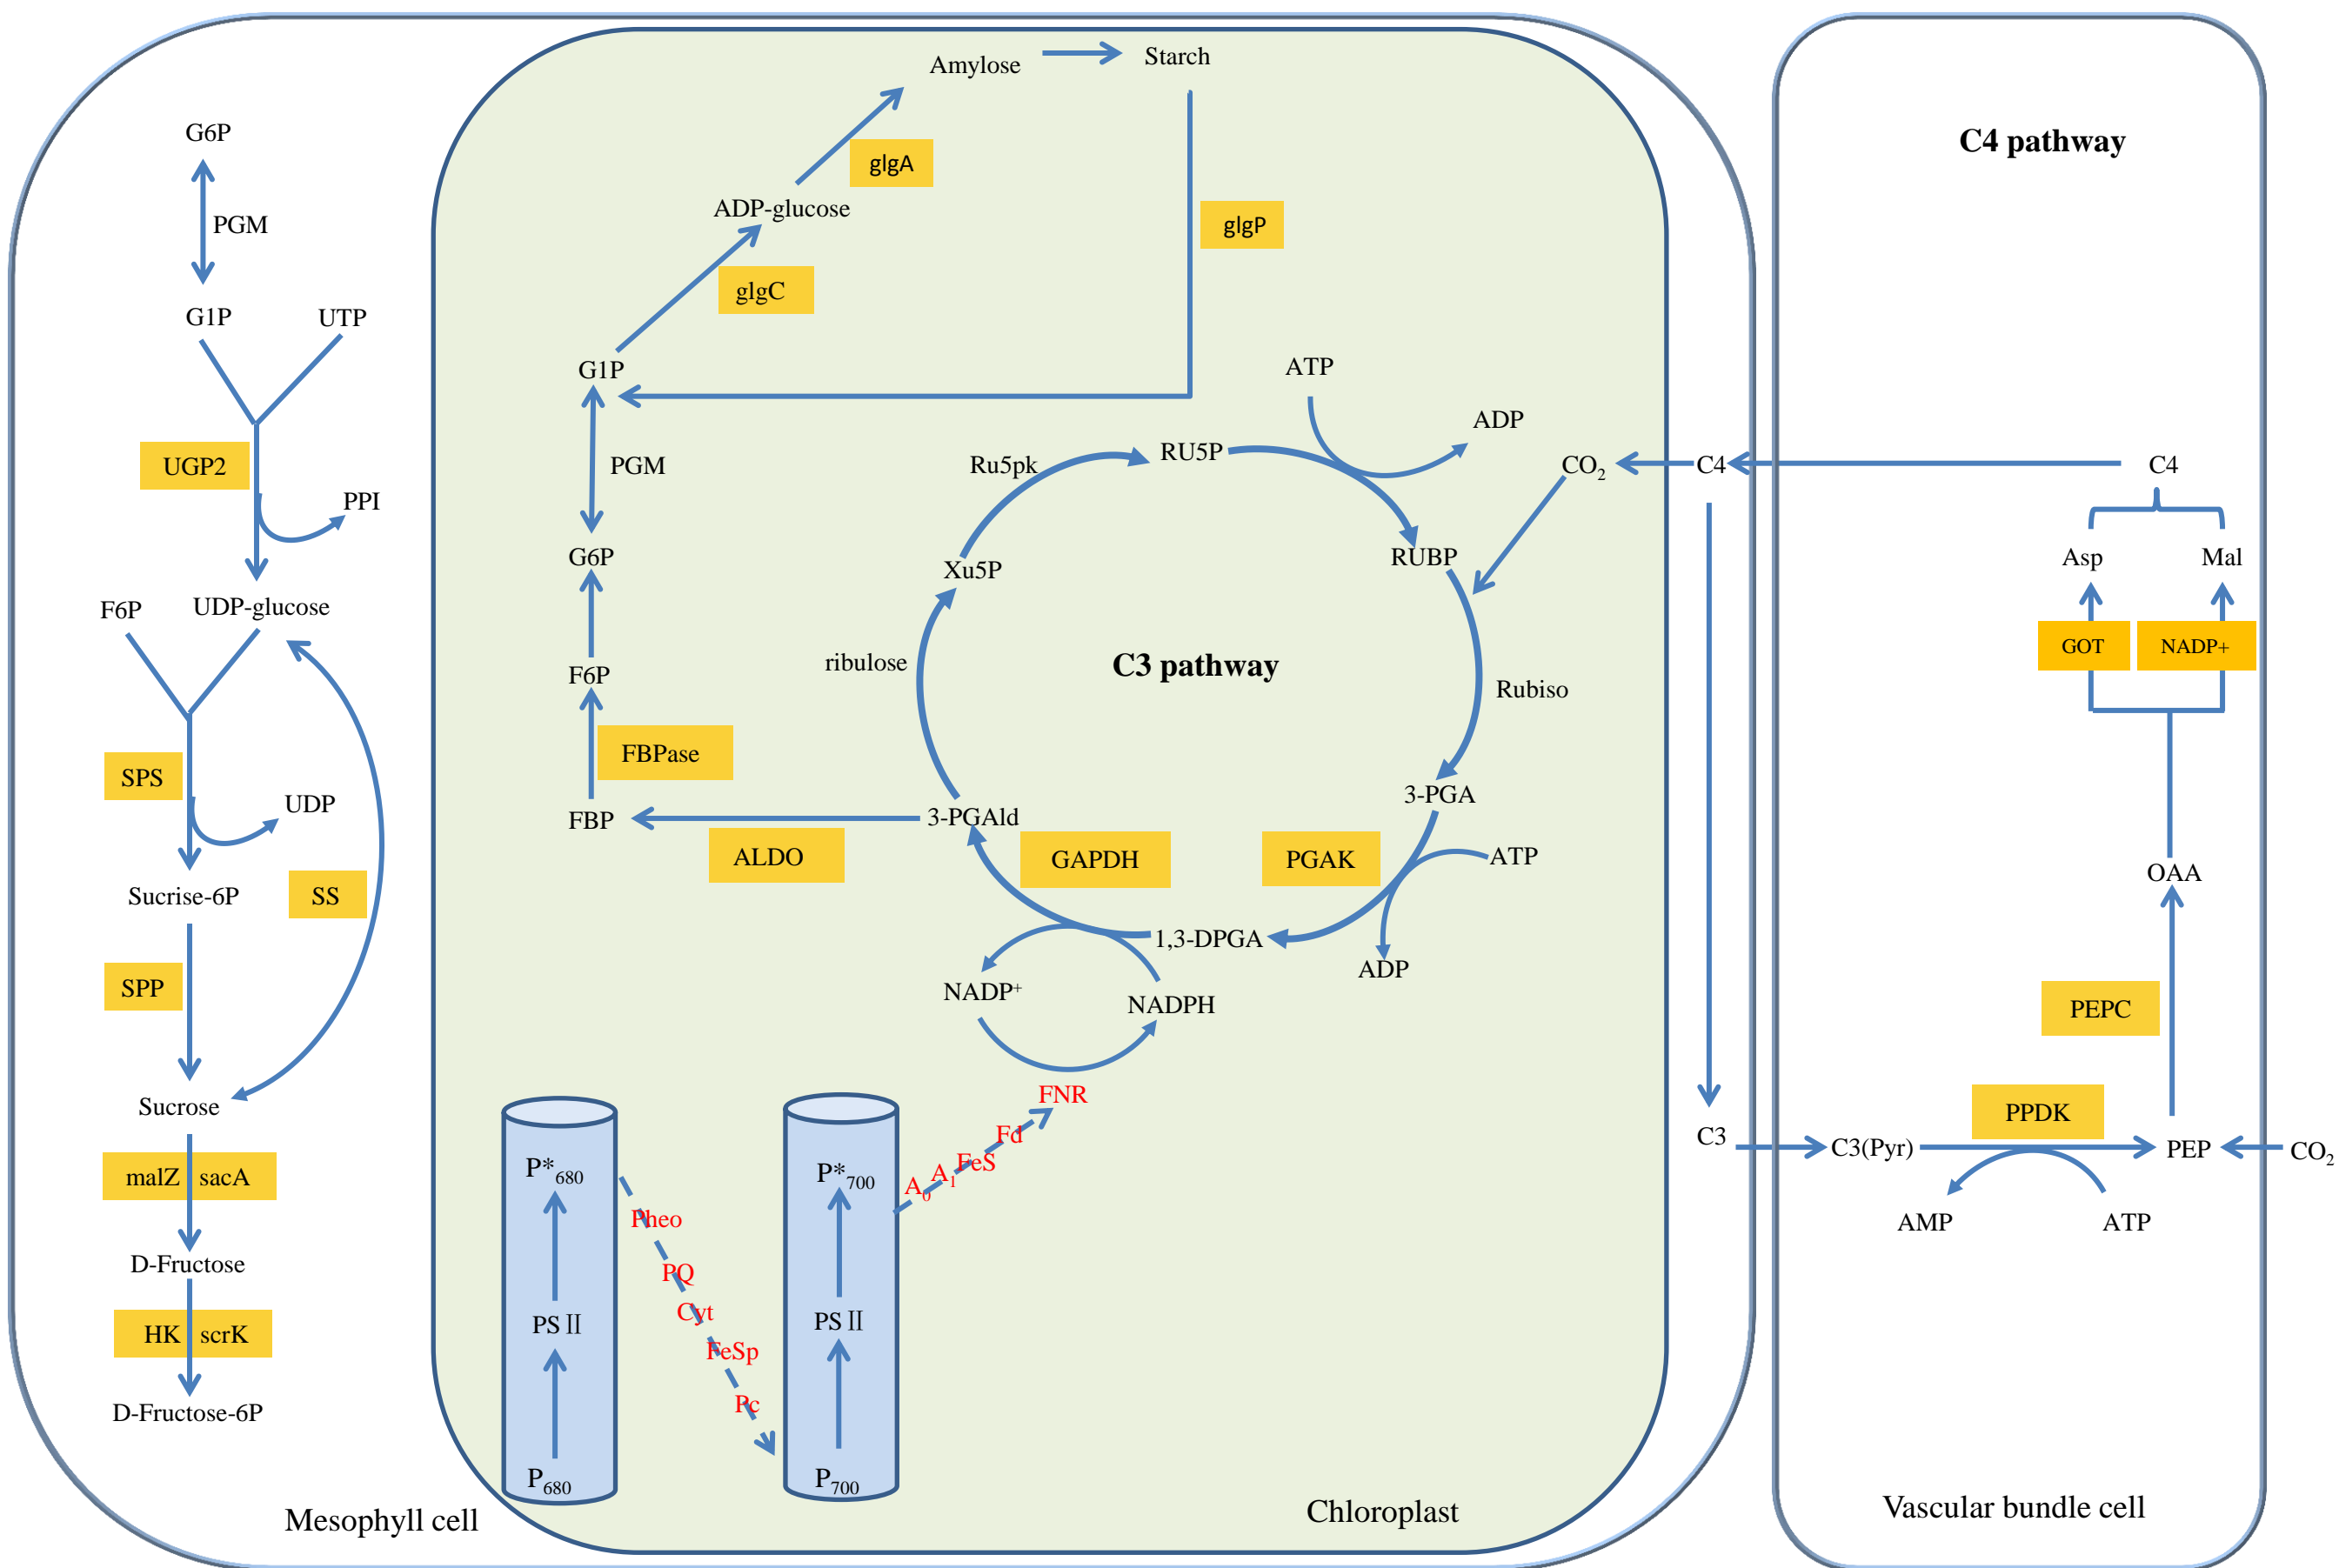 G6P
PGM
G1P
UTP
UGP2
PPI
F6P
UDP-glucose
SPS
UDP
Sucrise-6P
SS
SPP
Sucrose
malZ
sacA
D-Fructose
HK
scrK
D-Fructose-6P
Mesophyll cell
Amylose
Starch
glgA
ADP-glucose
glgP
glgC
G1P
PGM
G6P
F6P
FBPase
FBP
ALDO
ATP
ADP
Ru5pk
RU5P
CO2
RUBP
Xu5P
ribulose
C3 pathway
Rubiso
3-PGA
3-PGAld
GAPDH
PGAK
ATP
1,3-DPGA
ADP
NADP+
NADPH
FNR
Fd
FeS
A1
A0
P*680
PS II
P680
Pheo
PQ
Cyt
FeSp
Pc
P*700
PS II
P700
Chloroplast
C4
C3
C4 pathway
C4
Asp
Mal
GOT
NADP+
OAA
PEPC
PPDK
C3(Pyr)
PEP
CO2
AMP
ATP
Vascular bundle cell